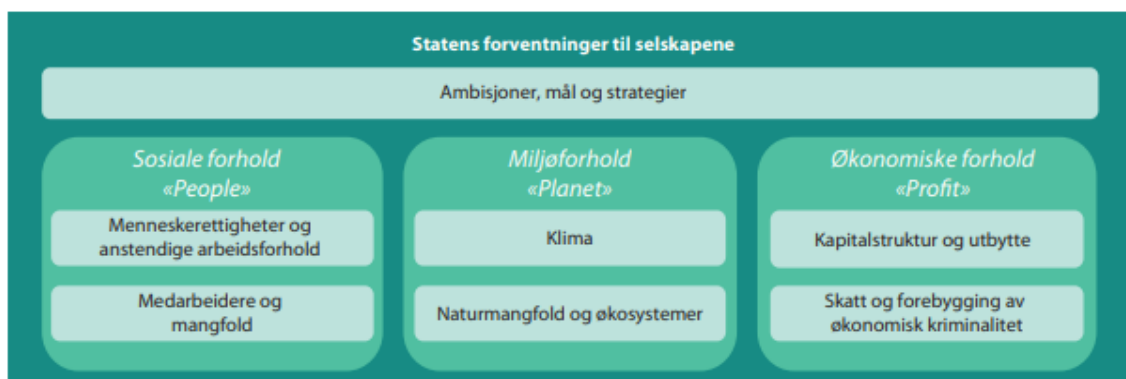 Statens forventninger til selskapene
Ambisjoner, mål og strategier
Sosiale forhold
«People»
Menneskerettigheter og
anstendige arbeidsforhold
Medarbeidere og
mangfold
Miljøforhold
«Planet»
Klima
Naturmangfold og økosystemer
Økonomiske forhold
«Profit»
Kapitalstruktur og utbytte
Skatt og forebygging av
økonomisk kriminalitet